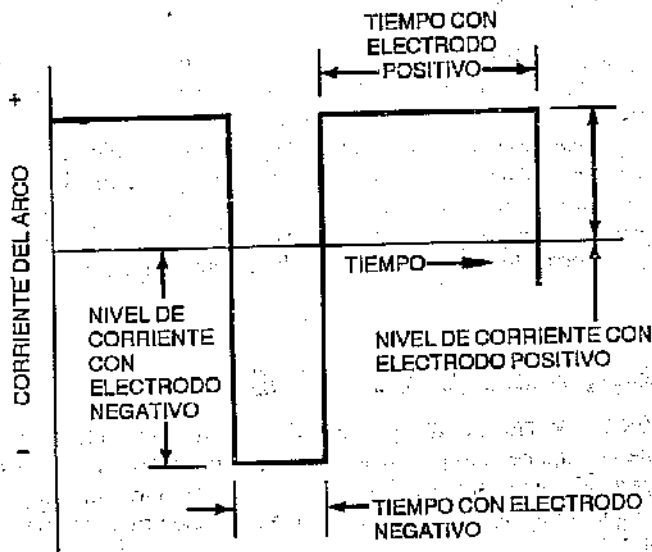 TIEMPO CON
ELECTRODO
POSITIVO
+
CORRIENTE DEL ARCO
-
TIEMPO
NIVEL DE
CORRIENTE
CON
ELECTRODO
NEGATIVO
NIVEL DE CORRIENTE CON
ELECTRODO POSITIVO
TIEMPO CON ELECTRODO
NEGATIVO